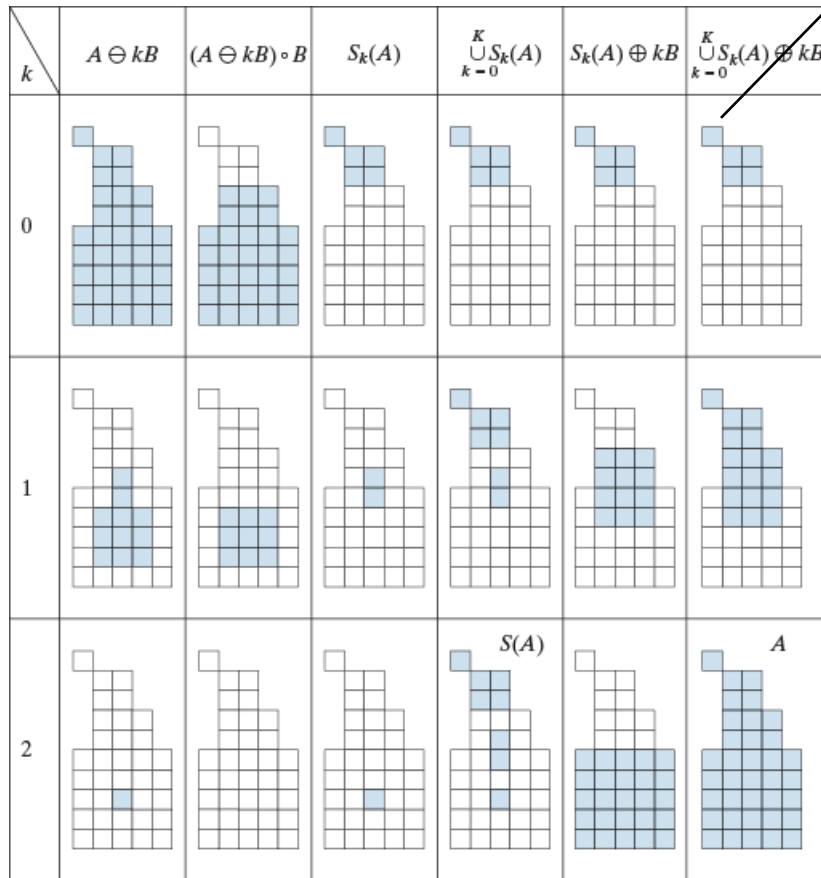 k A ⊖ kB (A ⊖ kB) ∘ B S_k(A) ⋃_{k = 0}^{K} S_k(A) S_k(A) ⊕ kB ⋃_{k = 0}^{K} S_k(A) ⊕ kB
0
1
S(A) A
2